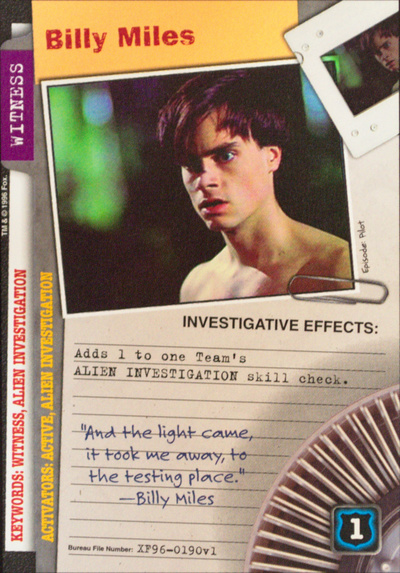 Billy Miles
WITNESS
TM & © 1996 Fox.
KEYWORDS: WITNESS, ALIEN INVESTIGATION
ACTIVATORS: ACTIVE, ALIEN INVESTIGATION
Episode: Pilot
INVESTIGATIVE EFFECTS:
Adds 1 to one Team's
ALIEN INVESTIGATION skill check.
"And the light came,
it took me away, to
the testing place."
—Billy Miles
1
Bureau File Number: XF96-0190v1